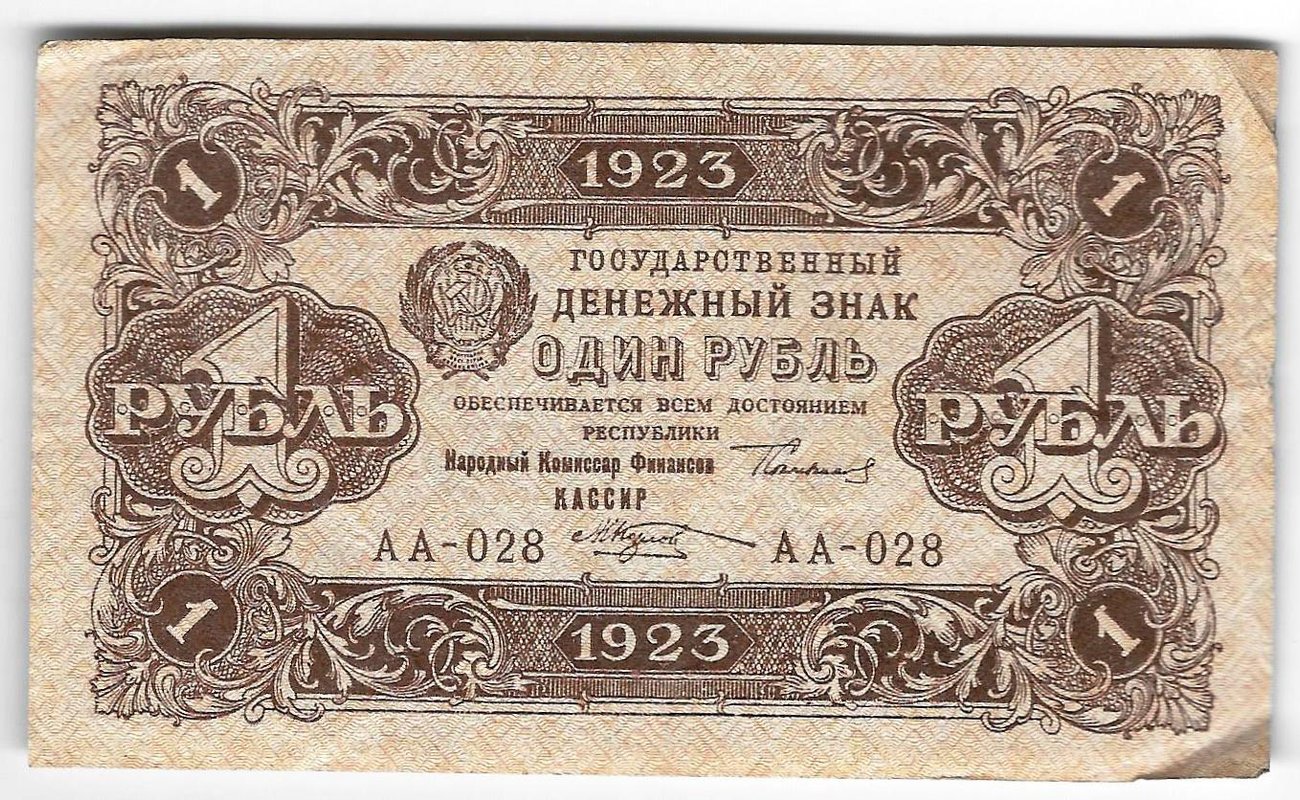 1923
1
1
ГОСУДАРСТВЕННЫЙ
ДЕНЕЖНЫЙ ЗНАК
ОДИН РУБЛЬ
1 РУБЛЬ
1 РУБЛЬ
ОБЕСПЕЧИВАЕТСЯ ВСЕМ ДОСТОЯНИЕМ
РЕСПУБЛИКИ
Народный Комиссар Финансов
КАССИР
АА-028
АА-028
1
1
1923